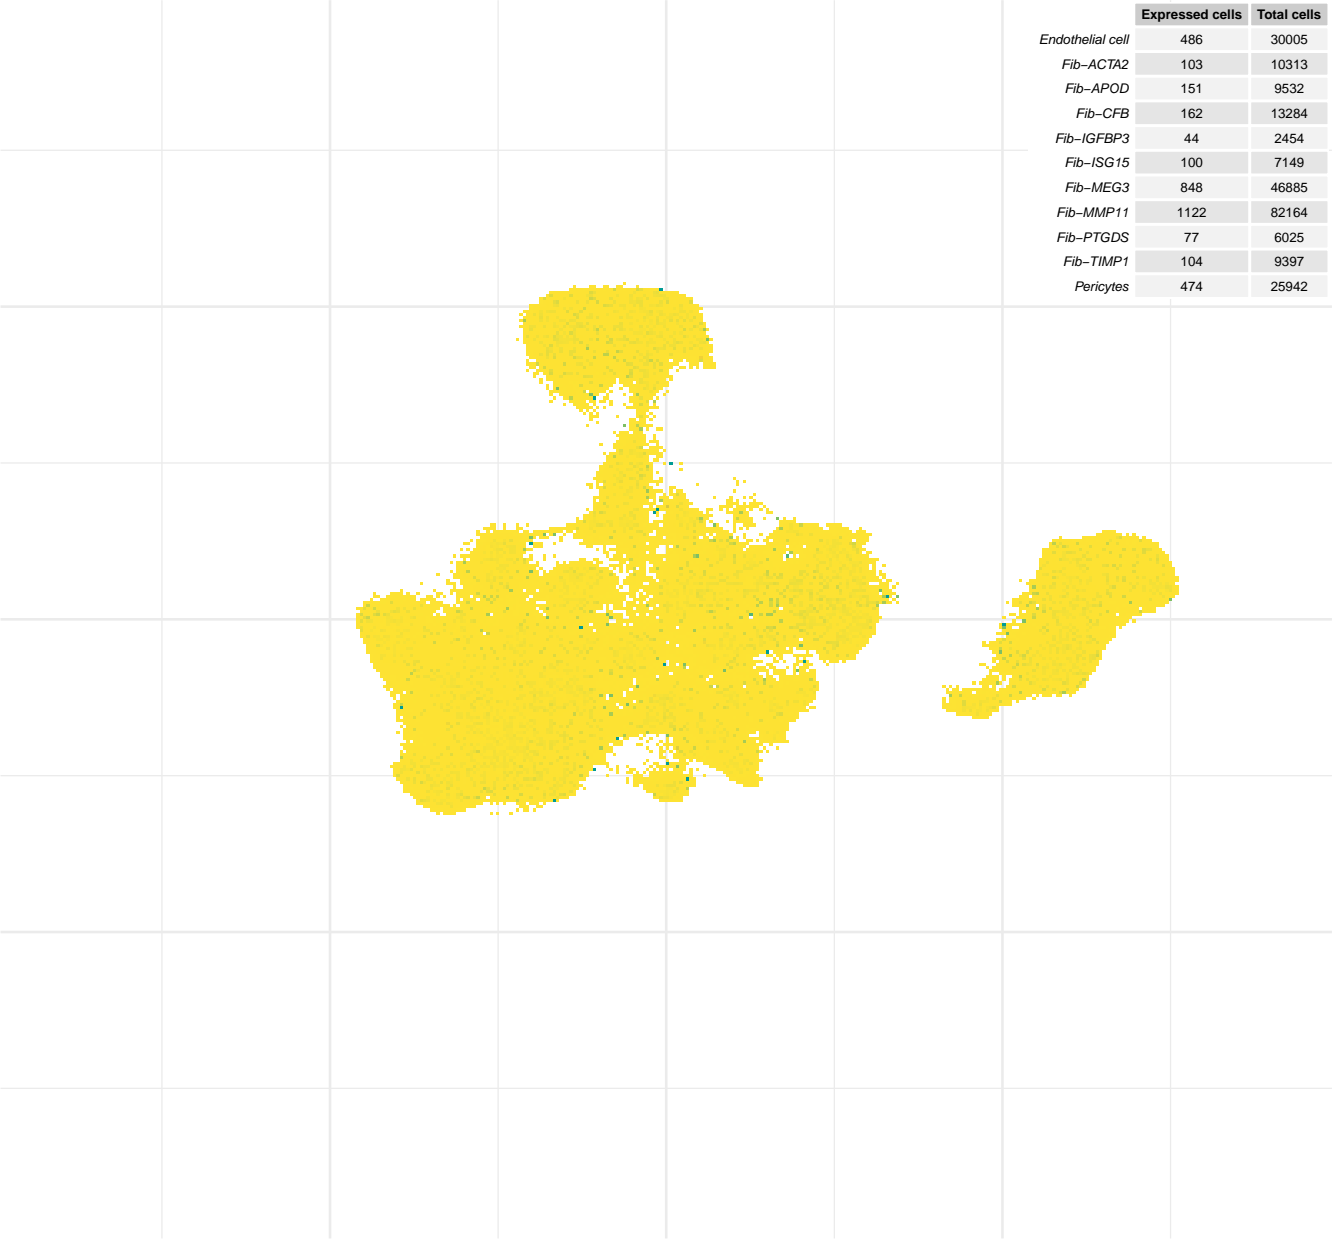 Expressed cells Total cells
Endothelial cell 486 30005
Fib−ACTA2 103 10313
Fib−APOD 151 9532
Fib−CFB 162 13284
Fib−IGFBP3 44 2454
Fib−ISG15 100 7149
Fib−MEG3 848 46885
Fib−MMP11 1122 82164
Fib−PTGDS 77 6025
Fib−TIMP1 104 9397
Pericytes 474 25942